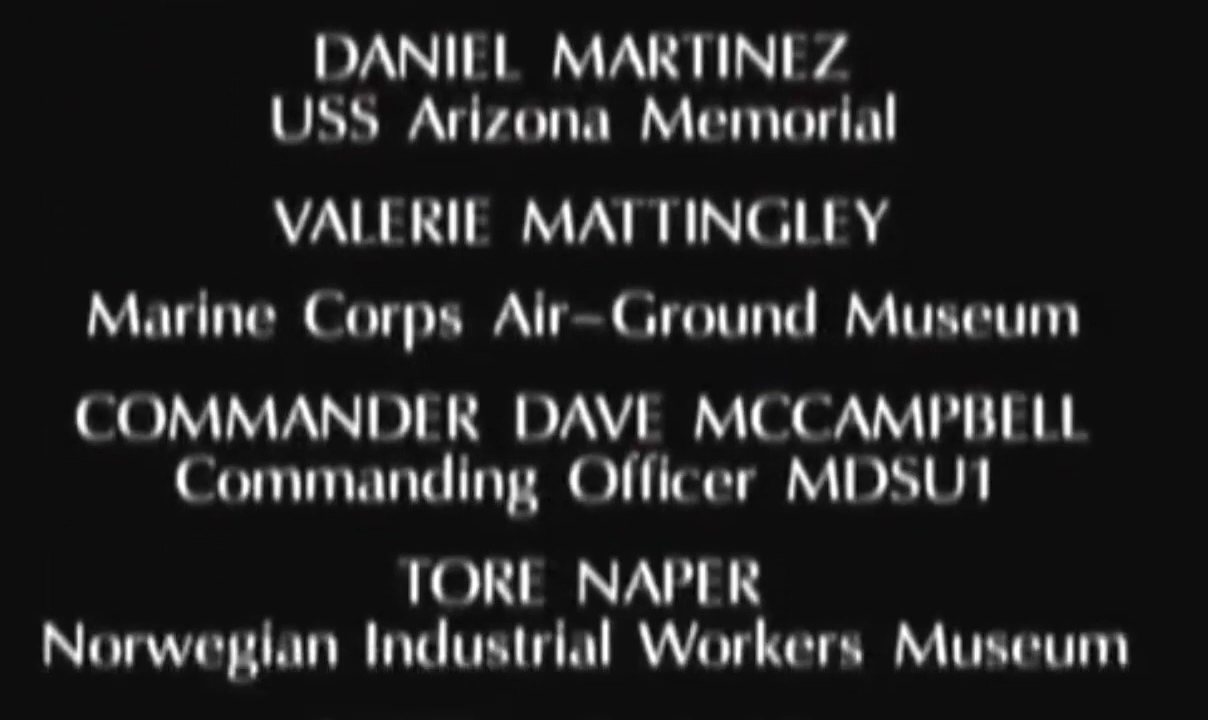 DANIEL MARTINEZ
USS Arizona Memorial
VALERIE MATTINGLEY
Marine Corps Air-Ground Museum
COMMANDER DAVE MCCAMPBELL
Commanding Officer MDSU1
TORE NAPER
Norwegian Industrial Workers Museum